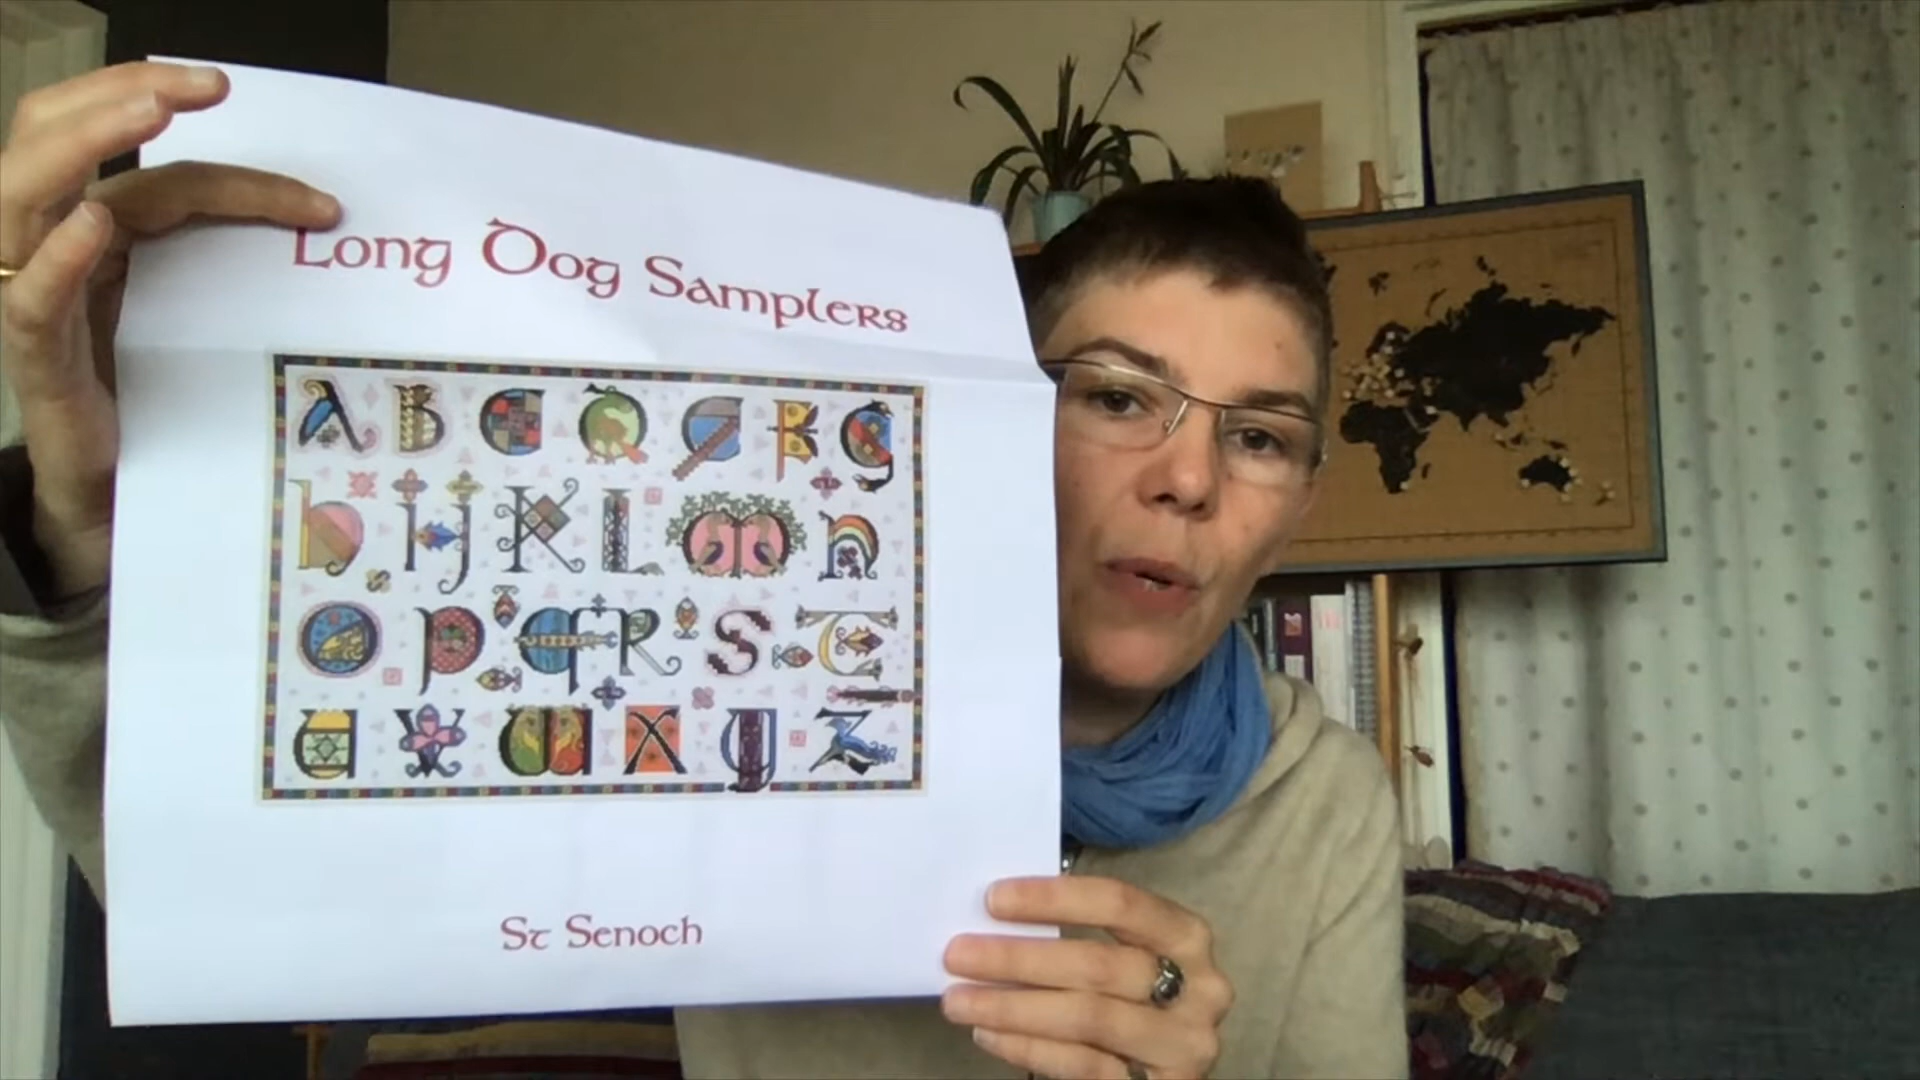 Long Dog Samplers
A B C D E F G
h i j K L m n
O p q R S T
U V W X Y Z
St Senoch